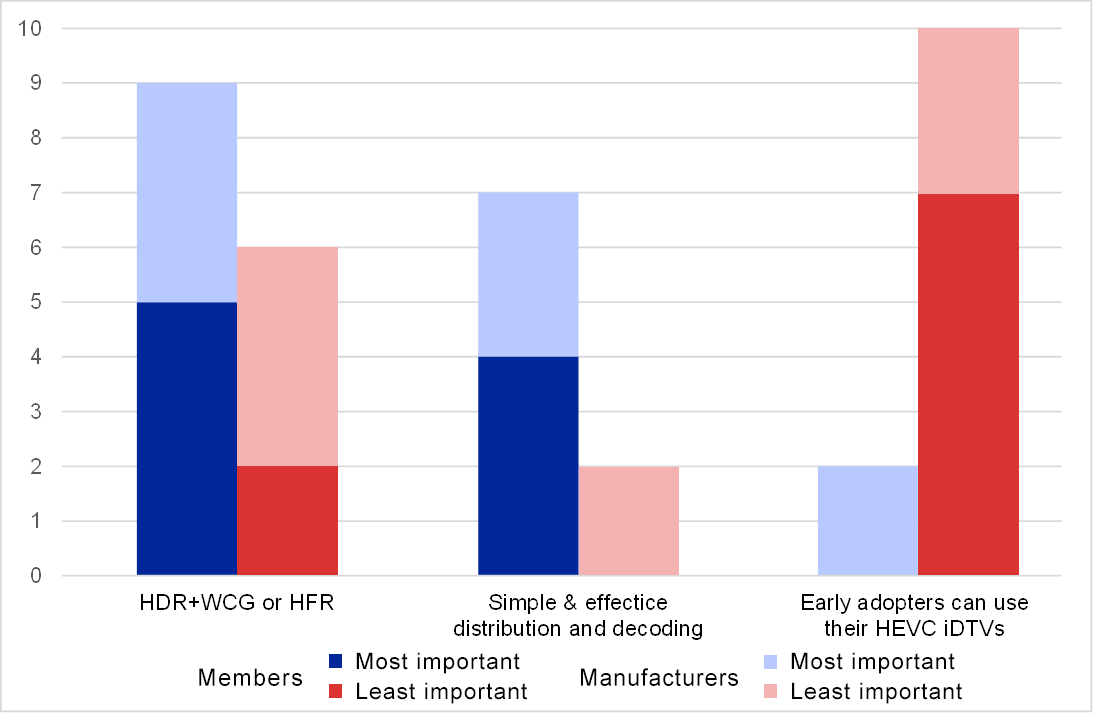 10
9
8
7
6
5
4
3
2
1
0
HDR+WCG or HFR
Simple & effectice
distribution and decoding
Early adopters can use
their HEVC iDTVs
Members
Most important
Least important
Manufacturers
Most important
Least important